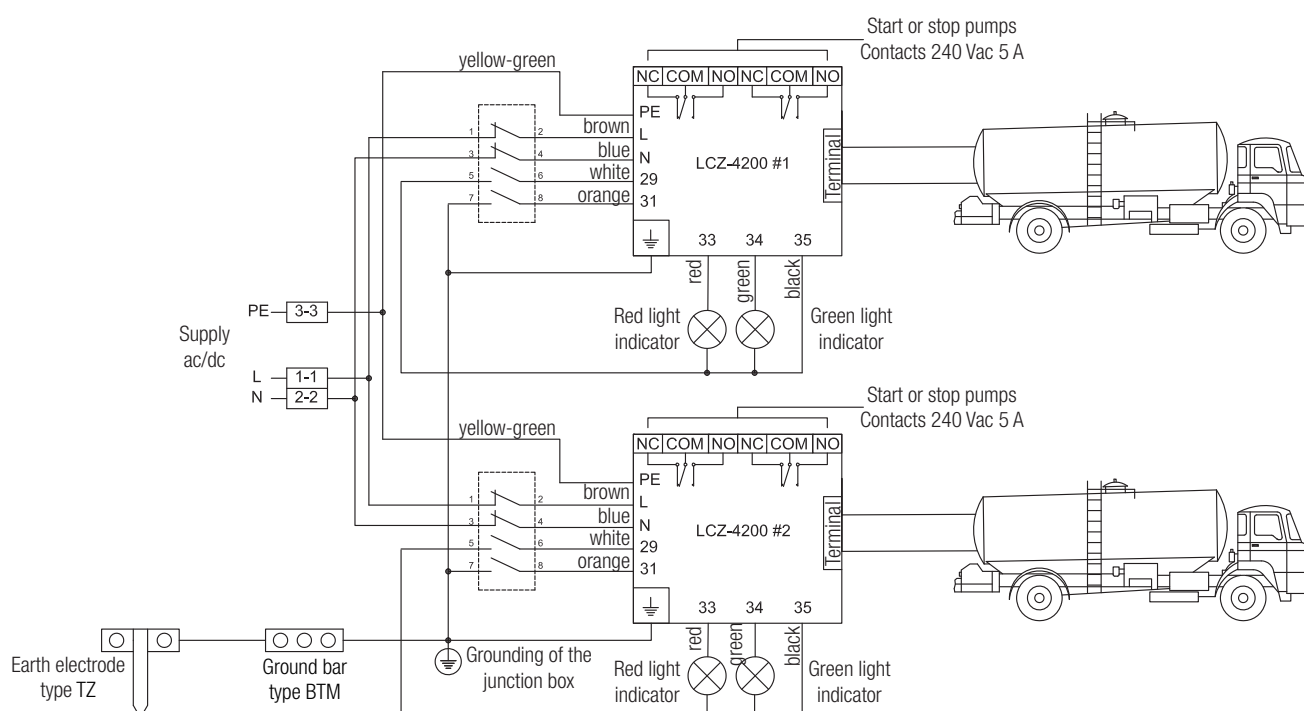 Start or stop pumps
Contacts 240 Vac 5 A
yellow-green
NC COM NO NC COM NO
PE
1 2 brown L
3 4 blue N
5 6 white 29
7 8 orange 31
LCZ-4200 #1
Terminal
33 34 35
red green black
Red light
indicator
Green light
indicator
PE 3-3
Supply
ac/dc
L 1-1
N 2-2
Start or stop pumps
Contacts 240 Vac 5 A
yellow-green
NC COM NO NC COM NO
PE
1 2 brown L
3 4 blue N
5 6 white 29
7 8 orange 31
LCZ-4200 #2
Terminal
33 34 35
red green black
Red light
indicator
Green light
indicator
Earth electrode
type TZ
Ground bar
type BTM
Grounding of the
junction box